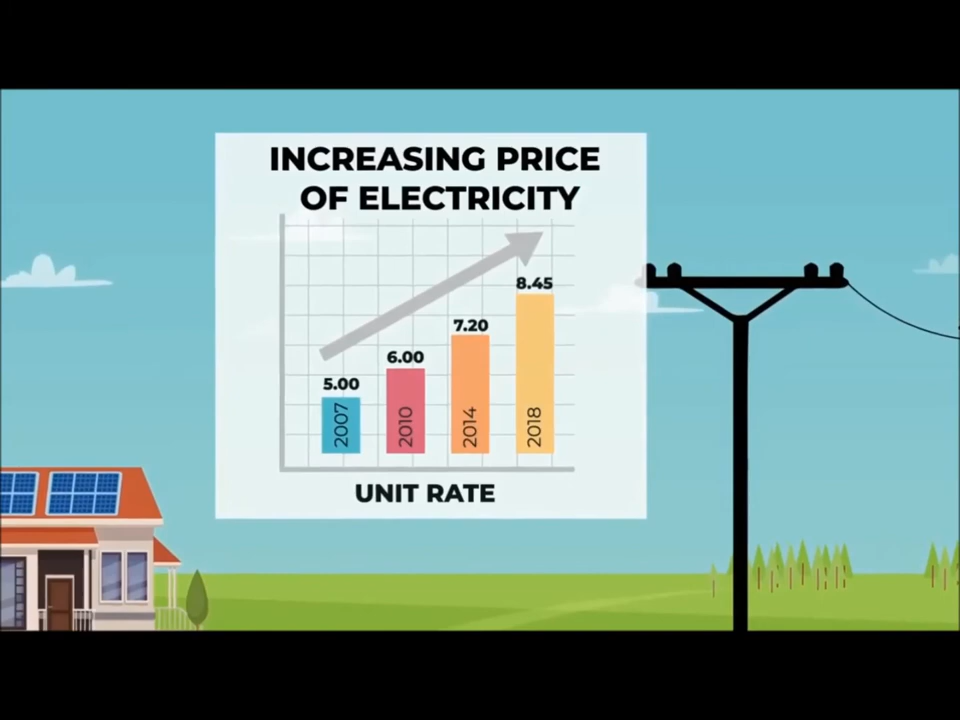 INCREASING PRICE
OF ELECTRICITY
8.45
7.20
6.00
5.00
2007
2010
2014
2018
UNIT RATE